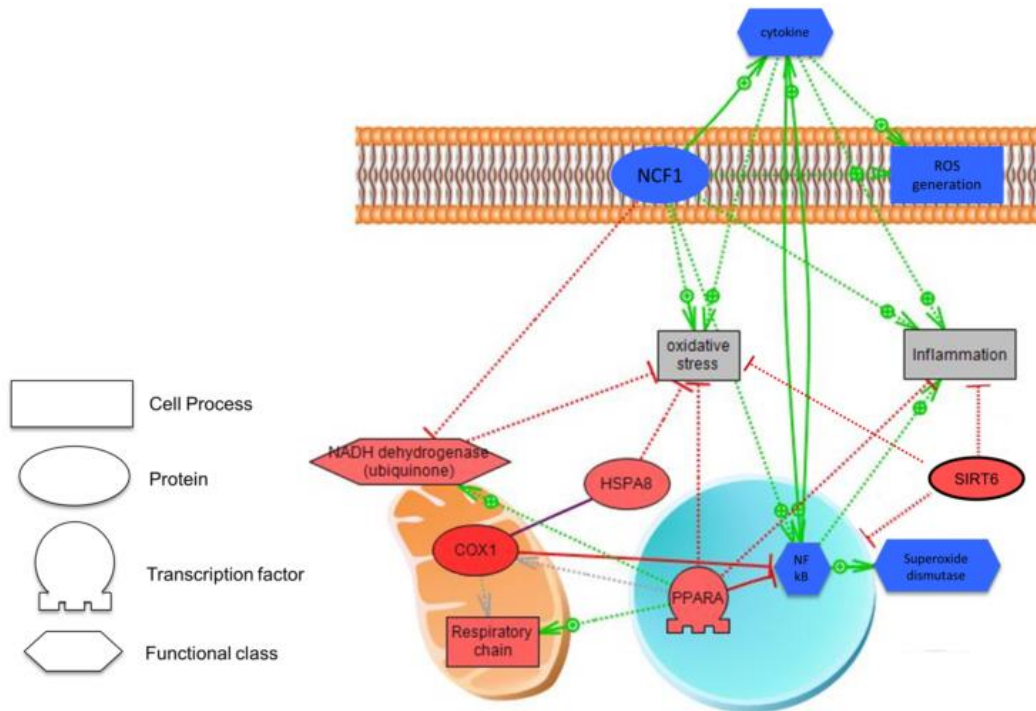 cytokine
NCF1
ROS
generation
oxidative
stress
Inflammation
Cell Process
NADH dehydrogenase
(ubiquinone)
HSPA8
SIRT6
Protein
COX1
NF
kB
Superoxide
dismutase
Transcription factor
PPARA
Respiratory
chain
Functional class